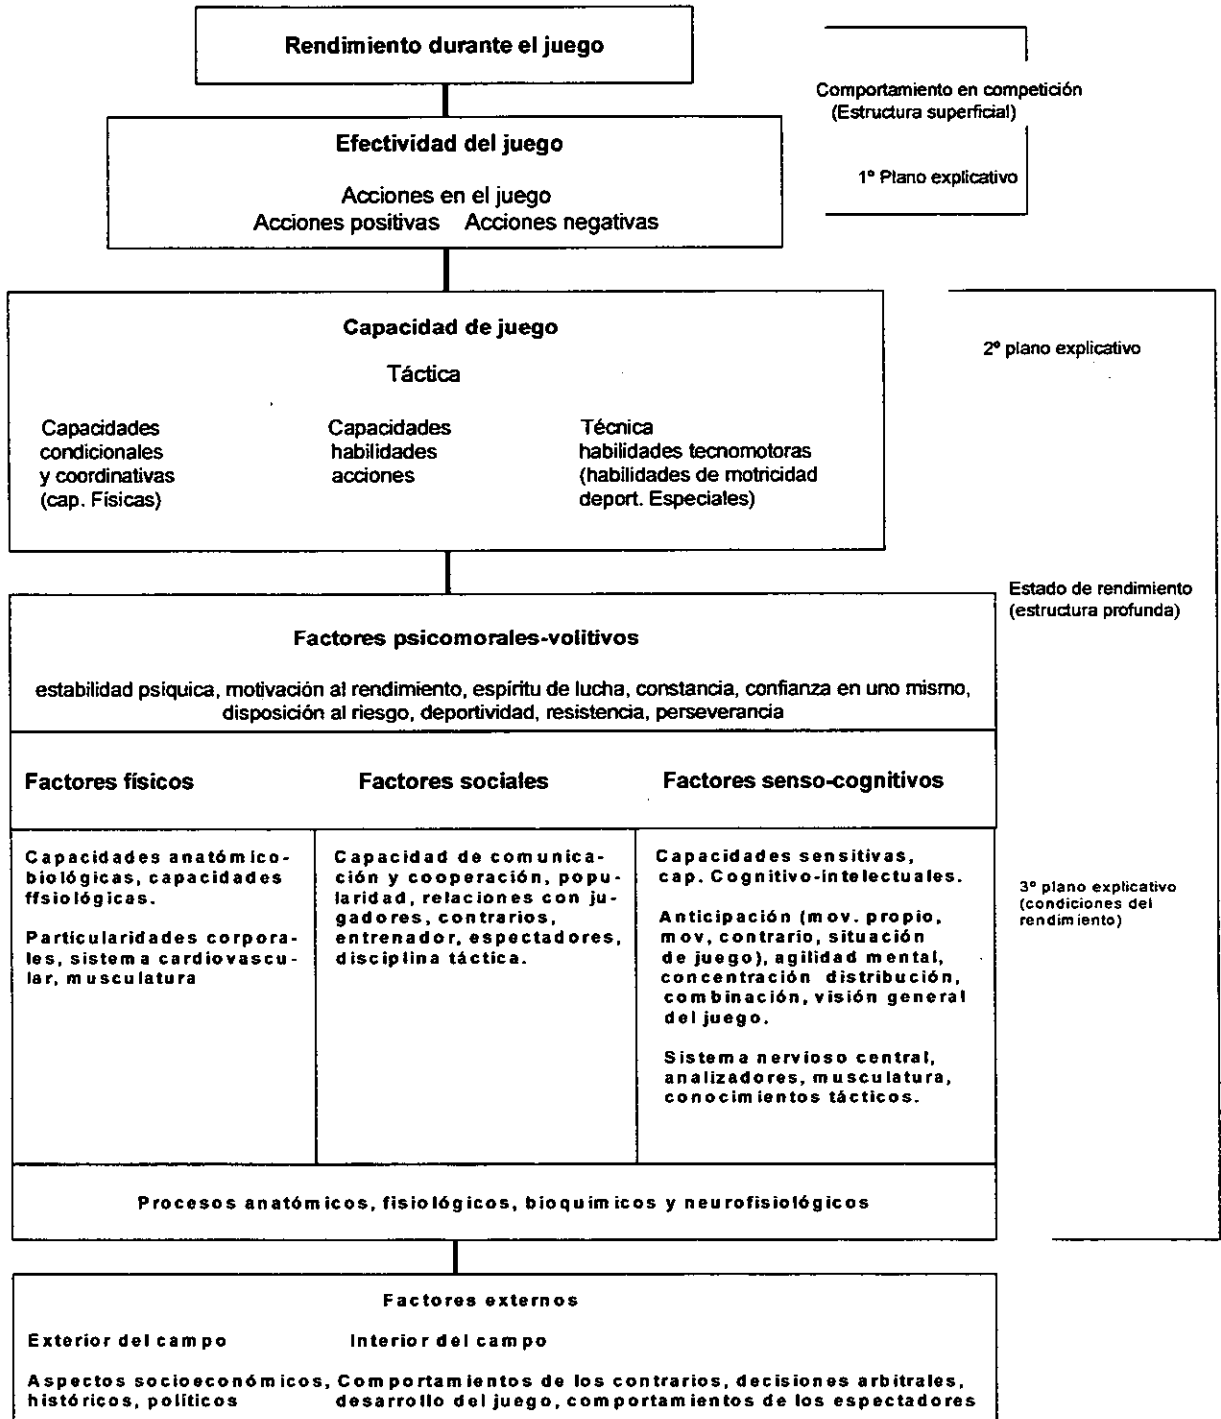 Rendimiento durante el juego
Comportamiento en competición
(Estructura superficial)
Efectividad del juego
1º Plano explicativo
Acciones en el juego
Acciones positivas Acciones negativas
Capacidad de juego
2º plano explicativo
Táctica
Capacidades
condicionales
y coordinativas
(cap. Físicas)
Capacidades
habilidades
acciones
Técnica
habilidades tecnomotoras
(habilidades de motricidad
deport. Especiales)
Estado de rendimiento
(estructura profunda)
Factores psicomorales-volitivos
estabilidad psíquica, motivación al rendimiento, espíritu de lucha, constancia, confianza en uno mismo,
disposición al riesgo, deportividad, resistencia, perseverancia
Factores físicos
Factores sociales
Factores senso-cognitivos
Capacidades anatómico-
biológicas, capacidades
ffsiológicas.
Particularidades corpora-
les, sistema cardiovascu-
lar, musculatura
Capacidad de comunica-
ción y cooperación, popu-
laridad, relaciones con ju-
gadores, contrarios,
entrenador, espectadores,
disciplina táctica.
Capacidades sensitivas,
cap. Cognitivo-intelectuales.
Anticipación (mov. propio,
mov, contrario, situación
de juego), agilidad mental,
concentración distribución,
combinación, visión general
del juego.
Sistema nervioso central,
analizadores, musculatura,
conocimientos tácticos.
3º plano explicativo
(condiciones del
rendimiento)
Procesos anatómicos, fisiológicos, bioquímicos y neurofisiológicos
Factores externos
Exterior del campo
Interior del campo
Aspectos socioeconómicos,
históricos, políticos
Comportamientos de los contrarios, decisiones arbitrales,
desarrollo del juego, comportamientos de los espectadores